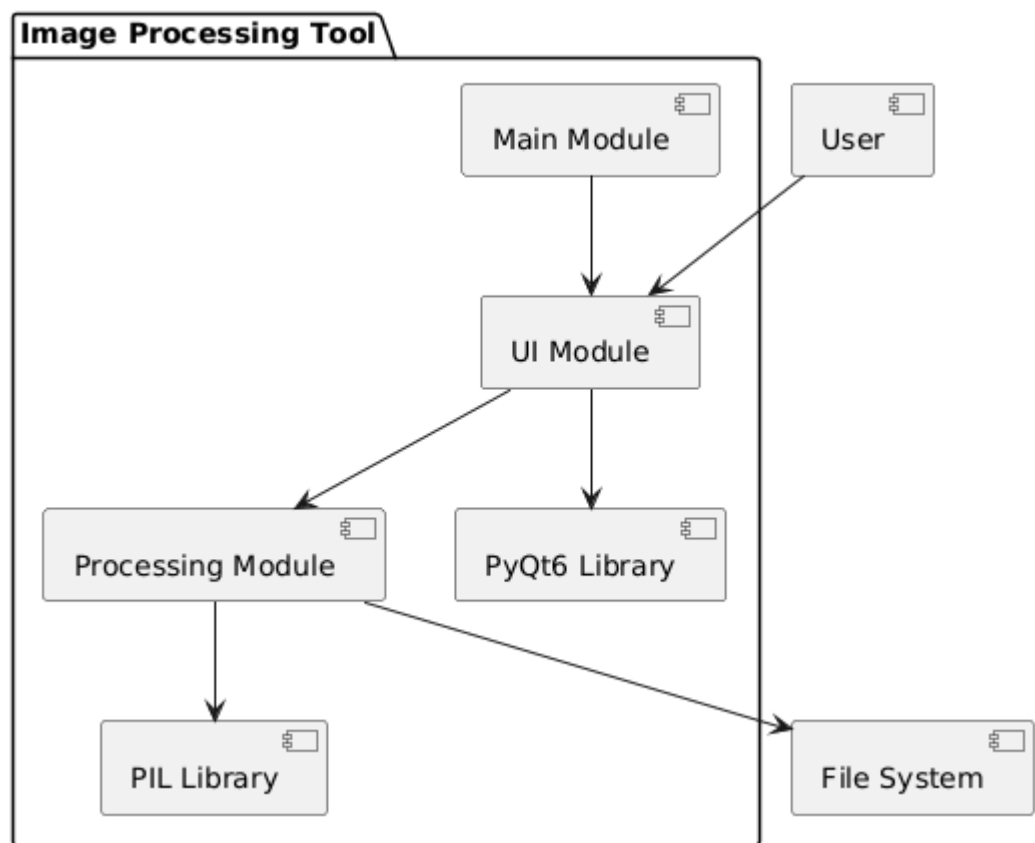 Image Processing Tool
Main Module
User
UI Module
Processing Module
PyQt6 Library
PIL Library
File System